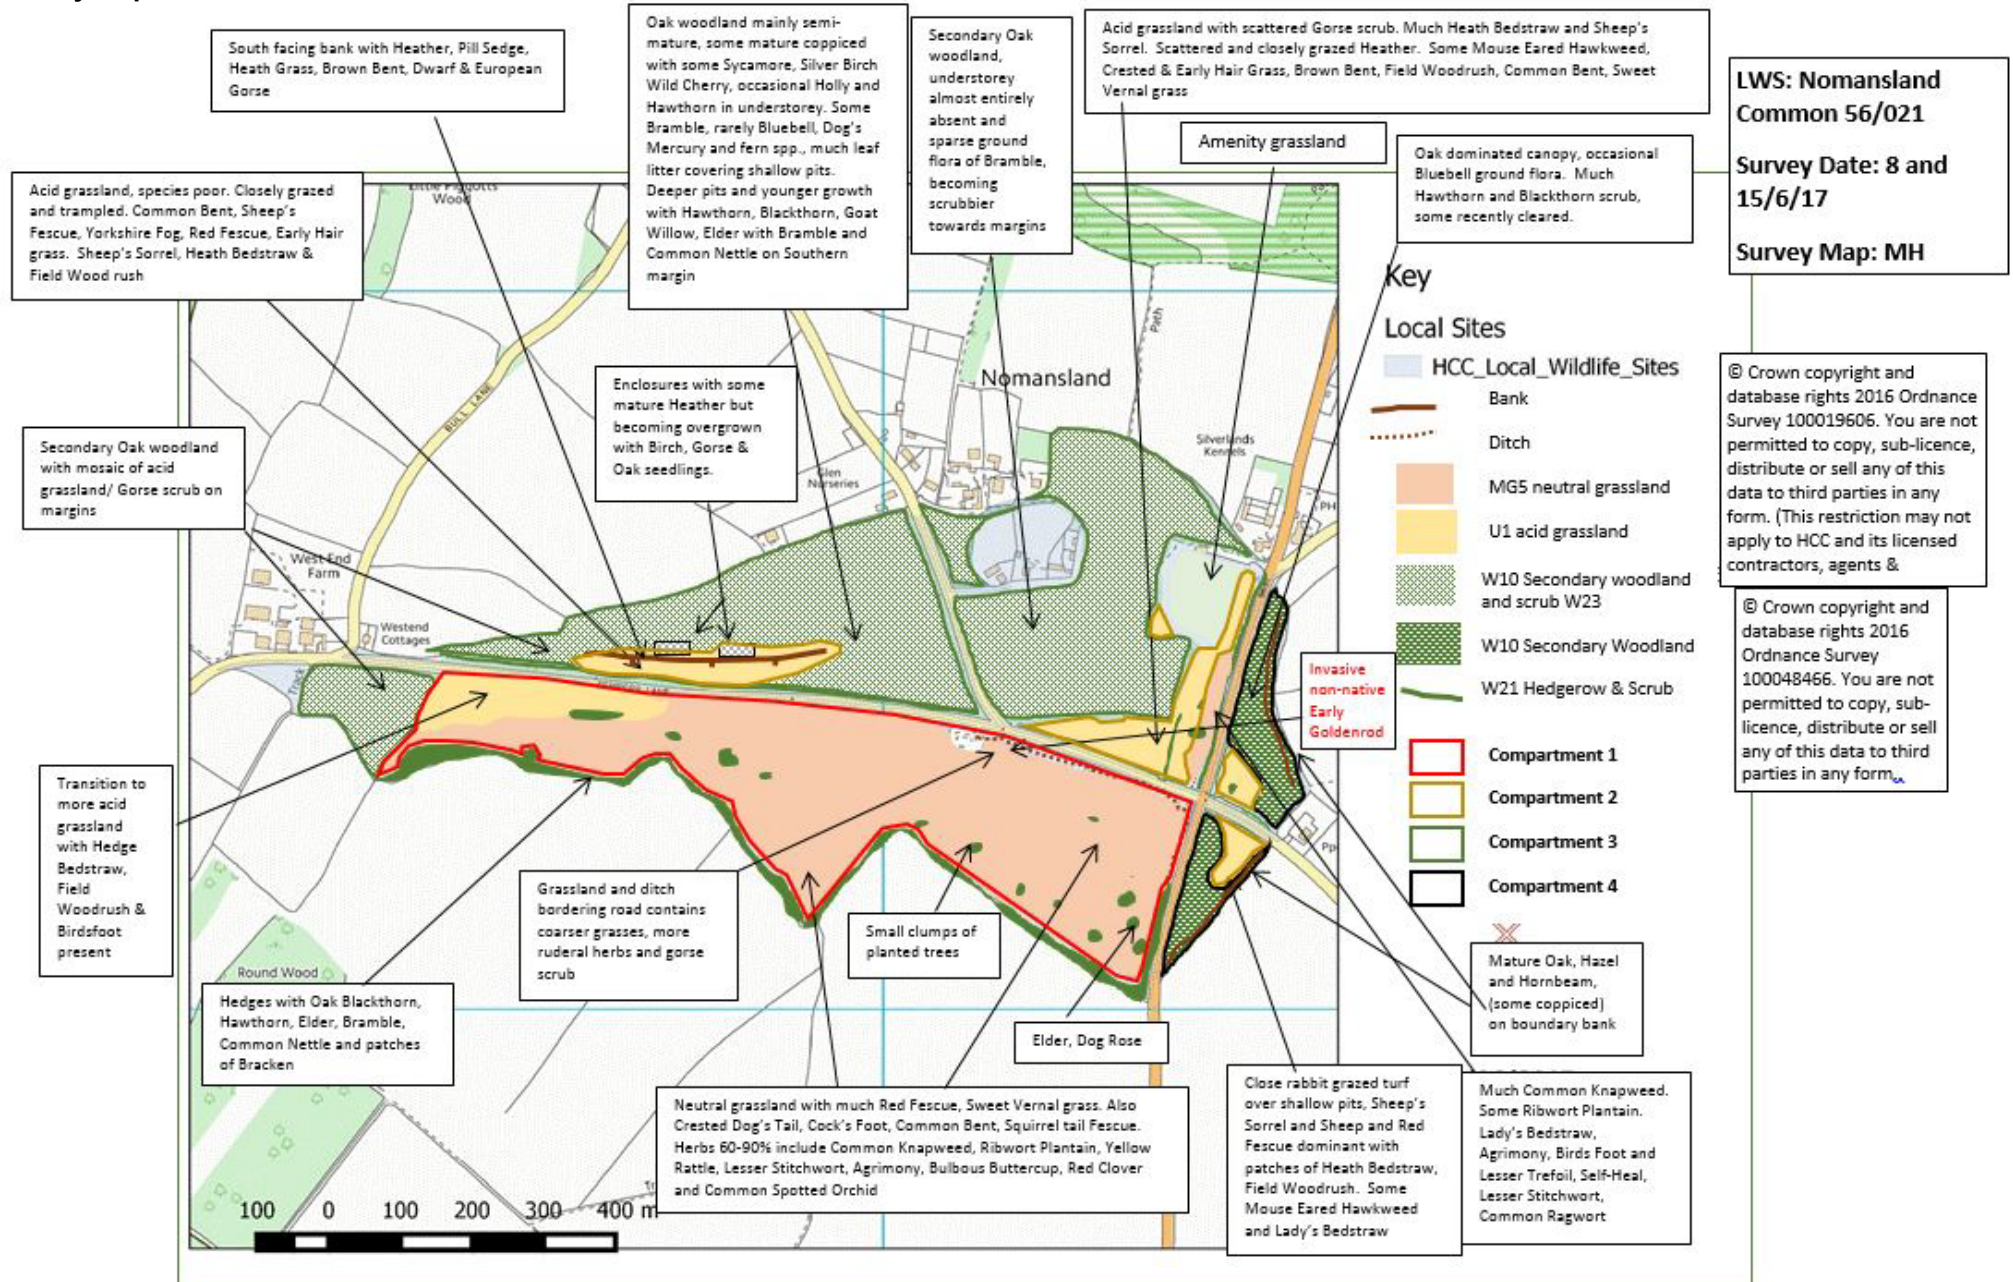 South facing bank with Heather, Pill Sedge,
Heath Grass, Brown Bent, Dwarf & European
Gorse
Oak woodland mainly semi-
mature, some mature coppiced
with some Sycamore, Silver Birch
Wild Cherry, occasional Holly and
Hawthorn in understorey. Some
Bramble, rarely Bluebell, Dog's
Mercury and fern spp., much leaf
litter covering shallow pits.
Deeper pits and younger growth
with Hawthorn, Blackthorn, Goat
Willow, Elder with Bramble and
Common Nettle on Southern
margin
Secondary Oak
woodland,
understorey
almost entirely
absent and
sparse ground
flora of Bramble,
becoming
scrubbier
towards margins
Acid grassland with scattered Gorse scrub. Much Heath Bedstraw and Sheep's
Sorrel. Scattered and closely grazed Heather. Some Mouse Eared Hawkweed,
Crested & Early Hair Grass, Brown Bent, Field Woodrush, Common Bent, Sweet
Vernal grass
Amenity grassland
Oak dominated canopy, occasional
Bluebell ground flora. Much
Hawthorn and Blackthorn scrub,
some recently cleared.
LWS: Nomansland
Common 56/021
Survey Date: 8 and
15/6/17
Survey Map: MH
Acid grassland, species poor. Closely grazed
and trampled. Common Bent, Sheep's
Fescue, Yorkshire Fog, Red Fescue, Early Hair
grass. Sheep's Sorrel, Heath Bedstraw &
Field Wood rush
Little Piggotts
Wood
Path
BULL LANE
Nomansland
Silverlands
Kennels
PH
Glen
Nurseries
Enclosures with some
mature Heather but
becoming overgrown
with Birch, Gorse &
Oak seedlings.
Secondary Oak woodland
with mosaic of acid
grassland/ Gorse scrub on
margins
West End
Farm
Westend
Cottages
Track
Key
Local Sites
HCC_Local_Wildlife_Sites
Bank
Ditch
MG5 neutral grassland
U1 acid grassland
W10 Secondary woodland
and scrub W23
W10 Secondary Woodland
W21 Hedgerow & Scrub
Compartment 1
Compartment 2
Compartment 3
Compartment 4
© Crown copyright and
database rights 2016 Ordnance
Survey 100019606. You are not
permitted to copy, sub-licence,
distribute or sell any of this
data to third parties in any
form. (This restriction may not
apply to HCC and its licensed
contractors, agents &
© Crown copyright and
database rights 2016
Ordnance Survey
100048466. You are not
permitted to copy, sub-
licence, distribute or sell
any of this data to third
parties in any form
Invasive
non-native
Early
Goldenrod
Transition to
more acid
grassland
with Hedge
Bedstraw,
Field
Woodrush &
Birdsfoot
present
Round Wood
Hedges with Oak Blackthorn,
Hawthorn, Elder, Bramble,
Common Nettle and patches
of Bracken
Grassland and ditch
bordering road contains
coarser grasses, more
ruderal herbs and gorse
scrub
Small clumps of
planted trees
Elder, Dog Rose
Mature Oak, Hazel
and Hornbeam,
(some coppiced)
on boundary bank
Neutral grassland with much Red Fescue, Sweet Vernal grass. Also
Crested Dog's Tail, Cock's Foot, Common Bent, Squirrel tail Fescue.
Herbs 60-90% include Common Knapweed, Ribwort Plantain, Yellow
Rattle, Lesser Stitchwort, Agrimony, Bulbous Buttercup, Red Clover
and Common Spotted Orchid
Close rabbit grazed turf
over shallow pits, Sheep's
Sorrel and Sheep and Red
Fescue dominant with
patches of Heath Bedstraw,
Field Woodrush. Some
Mouse Eared Hawkweed
and Lady's Bedstraw
Much Common Knapweed.
Some Ribwort Plantain.
Lady's Bedstraw,
Agrimony, Birds Foot and
Lesser Trefoil, Self-Heal,
Lesser Stitchwort,
Common Ragwort
100 0 100 200 300 400 m